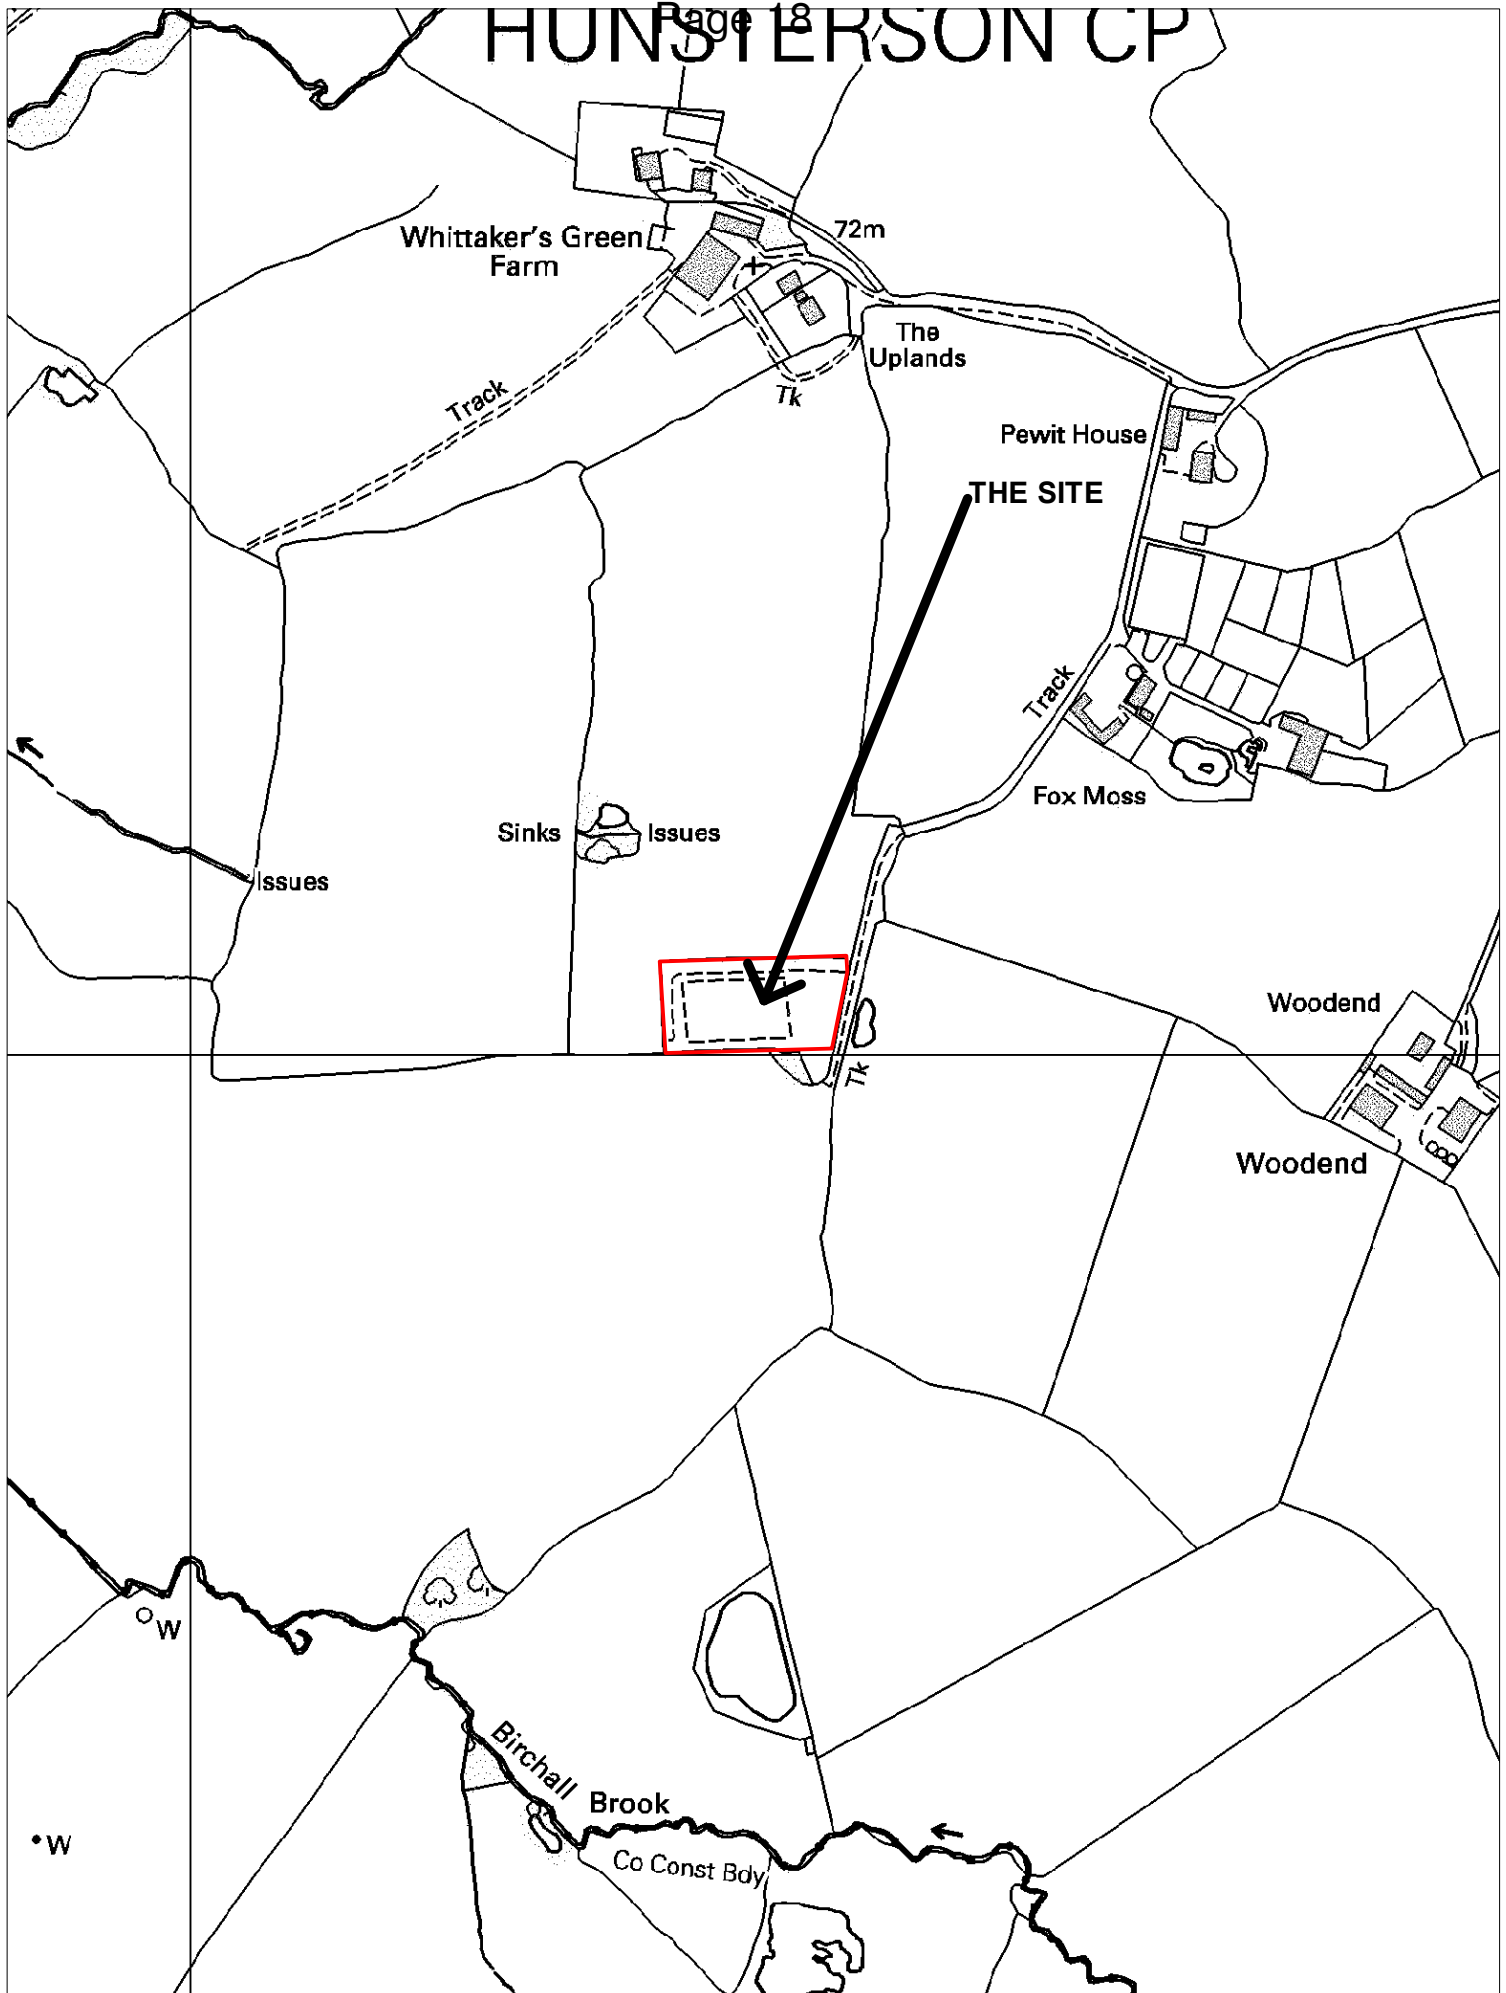 Page 18
HUNSTERSON CP
72m
Whittaker's Green
Farm
The
Uplands
Track
Tk
Pewit House
THE SITE
Track
Fox Moss
Sinks
Issues
Issues
Woodend
Tk
Woodend
W
Birchall
Brook
W
Co Const Bdy